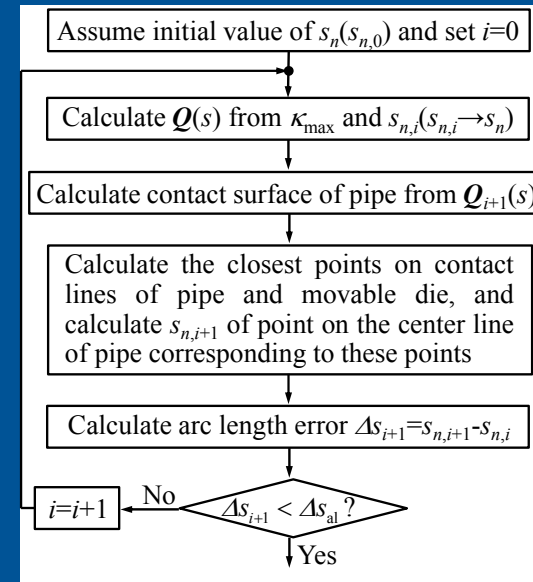 Assume initial value of sₙ(sₙ,₀) and set i=0
Calculate Q(s) from κmax and sₙ,ᵢ(sₙ,ᵢ→sₙ)
Calculate contact surface of pipe from Qᵢ₊₁(s)
Calculate the closest points on contact
lines of pipe and movable die, and
calculate sₙ,ᵢ₊₁ of point on the center line
of pipe corresponding to these points
Calculate arc length error Δsᵢ₊₁=sₙ,ᵢ₊₁-sₙ,ᵢ
i=i+1
No
Δsᵢ₊₁ < Δsal ?
Yes